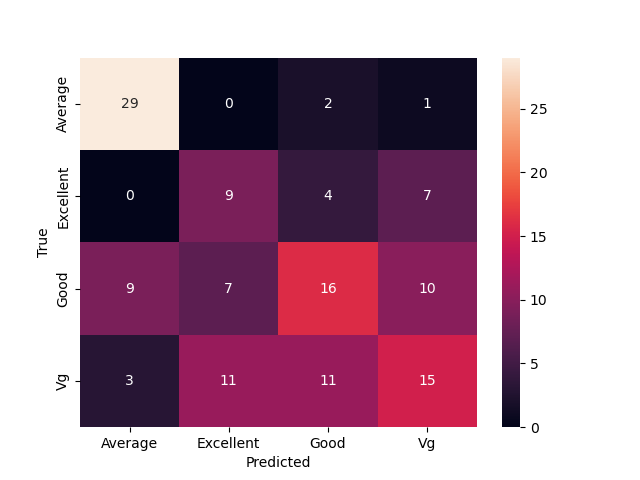 Average 29 0 2 1
Excellent 0 9 4 7
Good 9 7 16 10
Vg 3 11 11 15
True
Average Excellent Good Vg
Predicted
25
20
15
10
5
0